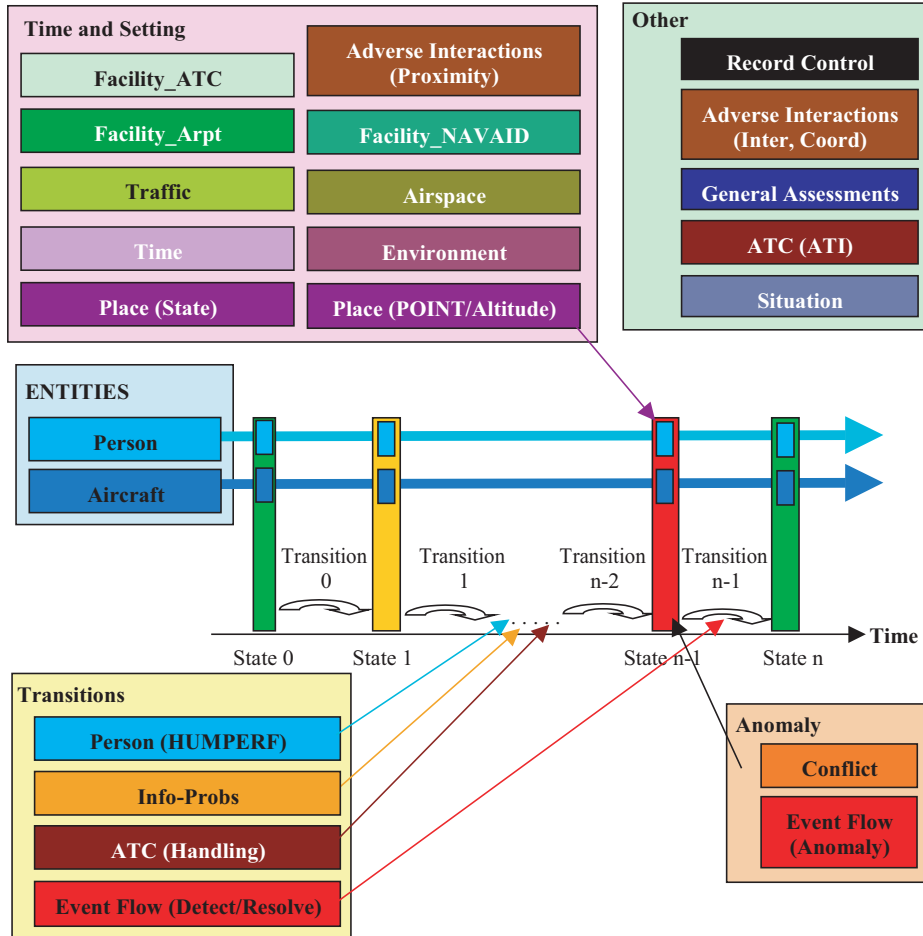 Time and Setting
Facility_ATC
Adverse Interactions
(Proximity)
Facility_Arpt
Facility_NAVAID
Traffic
Airspace
Time
Environment
Place (State)
Place (POINT/Altitude)
Other
Record Control
Adverse Interactions
(Inter, Coord)
General Assessments
ATC (ATI)
Situation
ENTITIES
Person
Aircraft
Transition
0
Transition
1
Transition
n-2
Transition
n-1
. . . . .
Time
State 0
State 1
State n-1
State n
Transitions
Person (HUMPERF)
Info-Probs
ATC (Handling)
Event Flow (Detect/Resolve)
Anomaly
Conflict
Event Flow
(Anomaly)